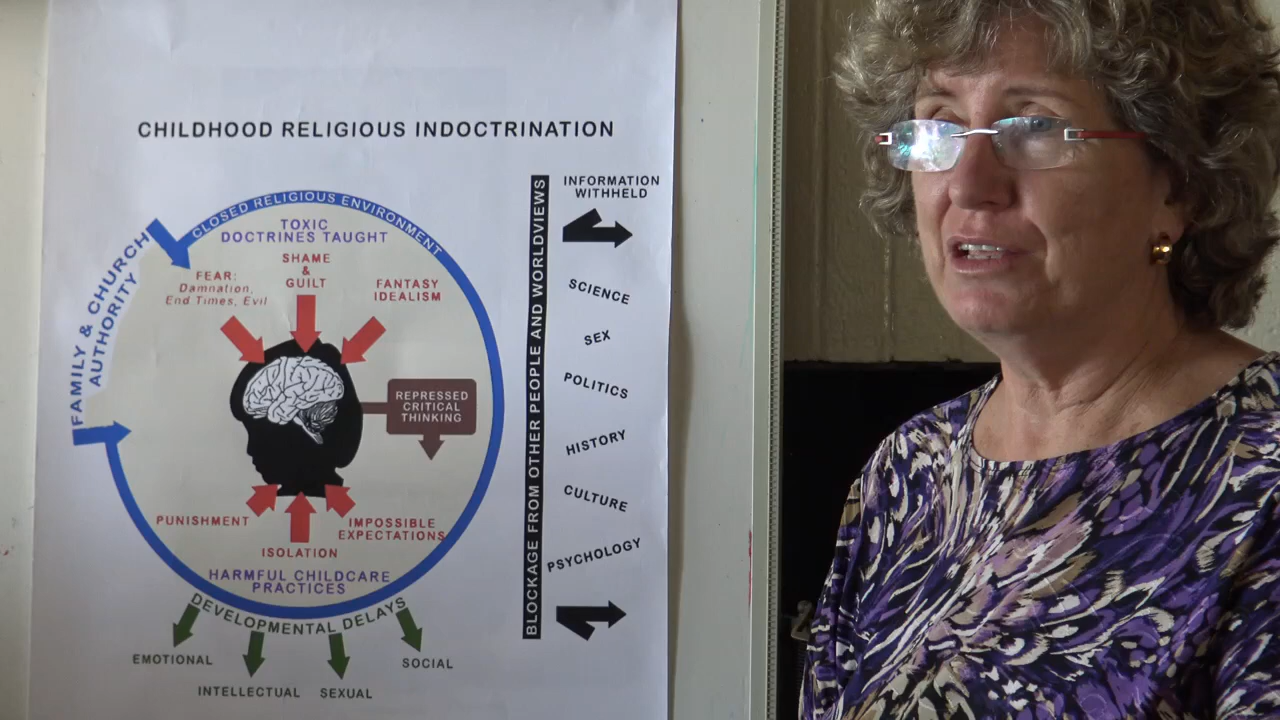 CHILDHOOD RELIGIOUS INDOCTRINATION
CLOSED RELIGIOUS ENVIRONMENT
FAMILY & CHURCH
AUTHORITY
TOXIC
DOCTRINES TAUGHT
FEAR:
Damnation,
End Times, Evil
SHAME
&
GUILT
FANTASY
IDEALISM
REPRESSED
CRITICAL
THINKING
PUNISHMENT
ISOLATION
IMPOSSIBLE
EXPECTATIONS
HARMFUL CHILDCARE
PRACTICES
DEVELOPMENTAL DELAYS
EMOTIONAL
INTELLECTUAL
SEXUAL
SOCIAL
BLOCKAGE FROM OTHER PEOPLE AND WORLDVIEWS
INFORMATION
WITHHELD
SCIENCE
SEX
POLITICS
HISTORY
CULTURE
PSYCHOLOGY